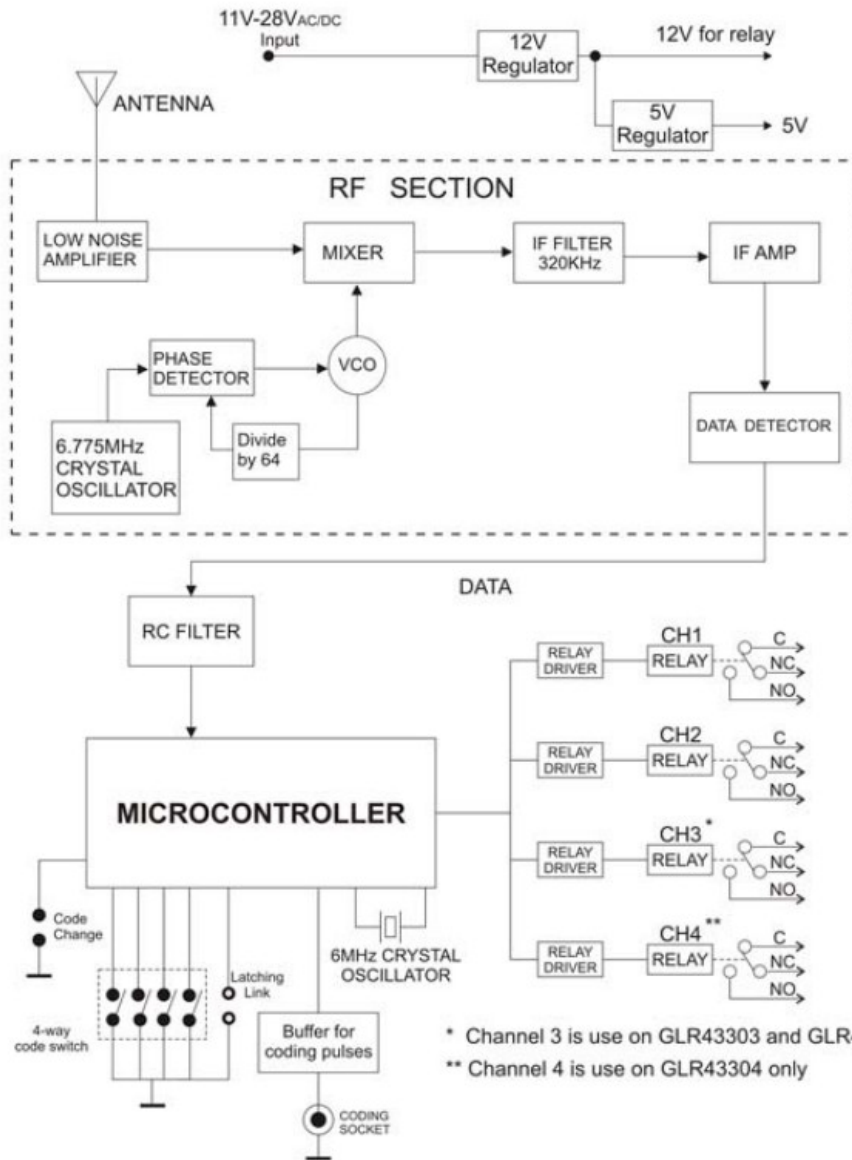 11V-28VAC/DC
Input
12V
Regulator
12V for relay
5V
Regulator
5V
ANTENNA
RF SECTION
LOW NOISE
AMPLIFIER
MIXER
IF FILTER
320KHz
IF AMP
PHASE
DETECTOR
VCO
6.775MHz
CRYSTAL
OSCILLATOR
Divide
by 64
DATA DETECTOR
DATA
RC FILTER
MICROCONTROLLER
RELAY
DRIVER
CH1
RELAY
C
NC
NO
RELAY
DRIVER
CH2
RELAY
C
NC
NO
RELAY
DRIVER
CH3 *
RELAY
C
NC
NO
RELAY
DRIVER
CH4 **
RELAY
C
NC
NO
Code
Change
6MHz CRYSTAL
OSCILLATOR
Latching
Link
4-way
code switch
Buffer for
coding pulses
CODING
SOCKET
* Channel 3 is use on GLR43303 and
** Channel 4 is use on GLR43304 only